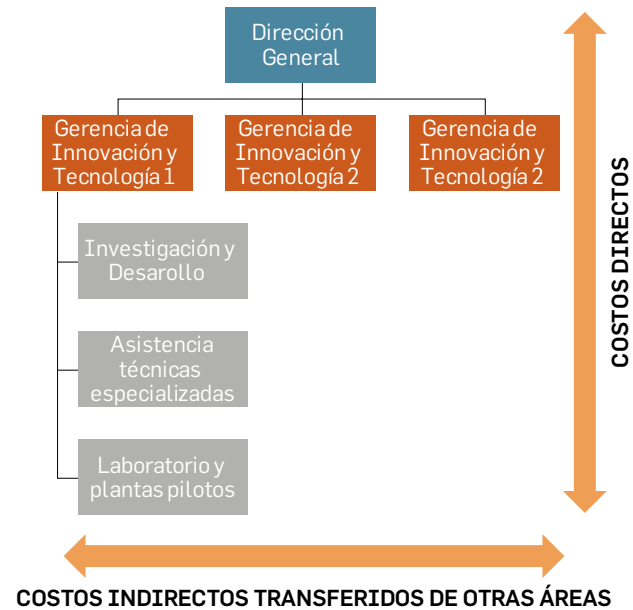 Dirección
General
Gerencia de
Innovación y
Tecnología 1
Gerencia de
Innovación y
Tecnología 2
Gerencia de
Innovación y
Tecnología 2
Investigación y
Desarollo
Asistencia
técnicas
especializadas
Laboratorio y
plantas pilotos
COSTOS DIRECTOS
COSTOS INDIRECTOS TRANSFERIDOS DE OTRAS ÁREAS